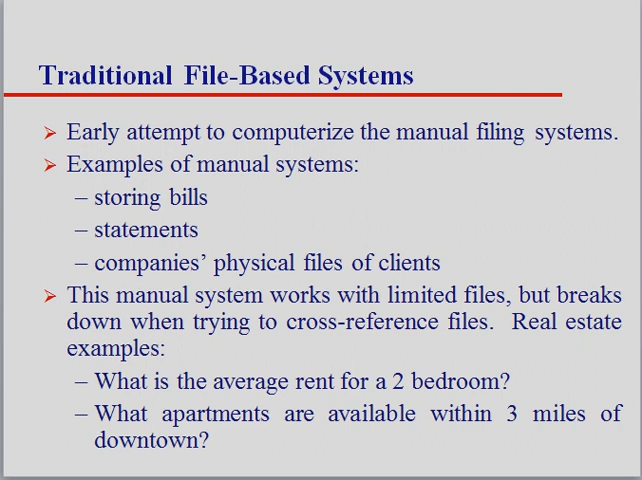 Traditional File-Based Systems
➢ Early attempt to computerize the manual filing systems.
➢ Examples of manual systems:
– storing bills
– statements
– companies’ physical files of clients
➢ This manual system works with limited files, but breaks
down when trying to cross-reference files. Real estate
examples:
– What is the average rent for a 2 bedroom?
– What apartments are available within 3 miles of
downtown?